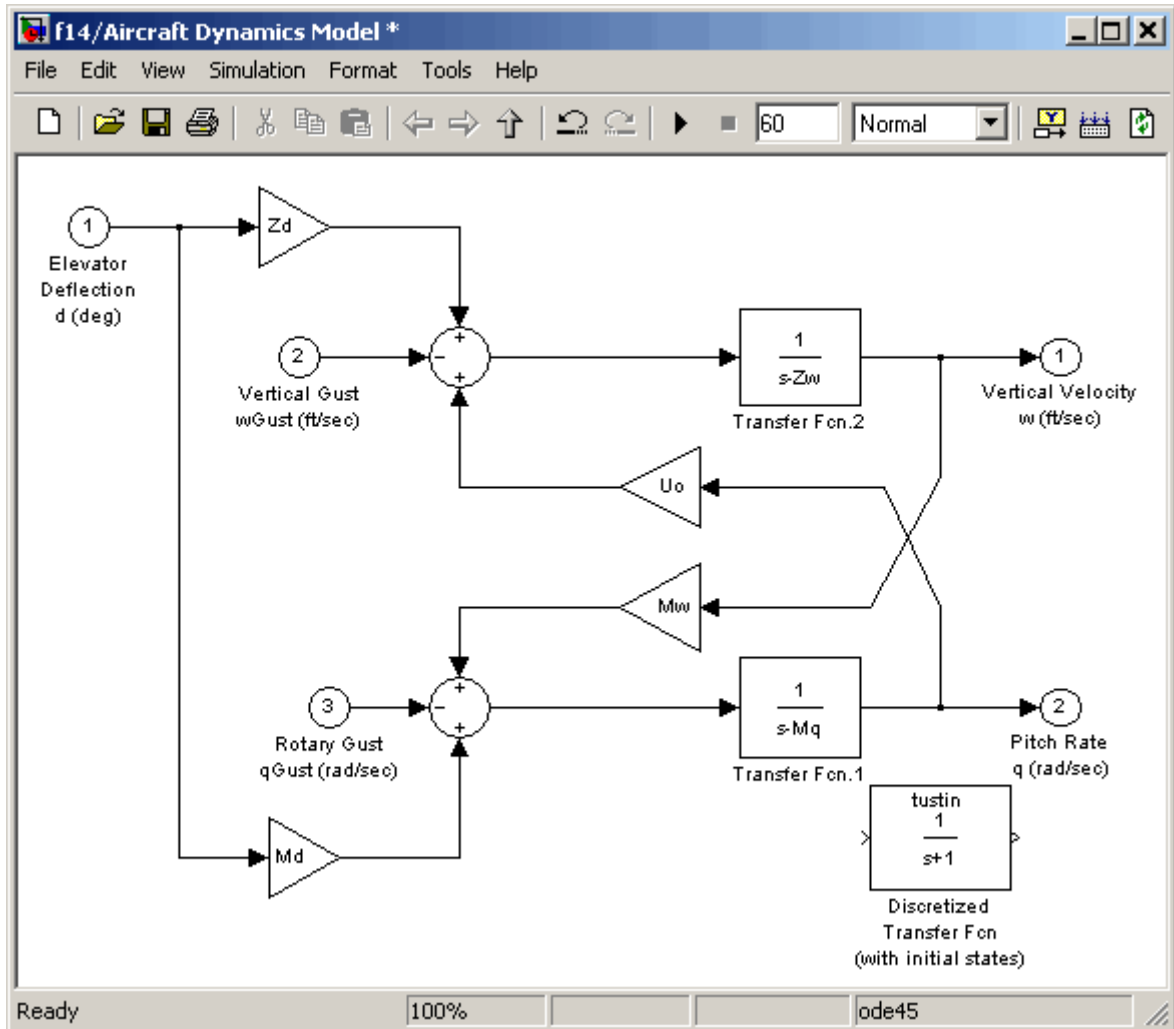 f14/Aircraft Dynamics Model *
File Edit View Simulation Format Tools Help
60 Normal
1
Elevator
Deflection
d (deg)
Zd
2
Vertical Gust
wGust (ft/sec)
+
−
+
1
s-Zw
Transfer Fcn.2
1
Vertical Velocity
w (ft/sec)
Uo
Mw
3
Rotary Gust
qGust (rad/sec)
+
−
+
1
s-Mq
Transfer Fcn.1
2
Pitch Rate
q (rad/sec)
Md
tustin
1
s+1
Discretized
Transfer Fcn
(with initial states)
Ready 100% ode45